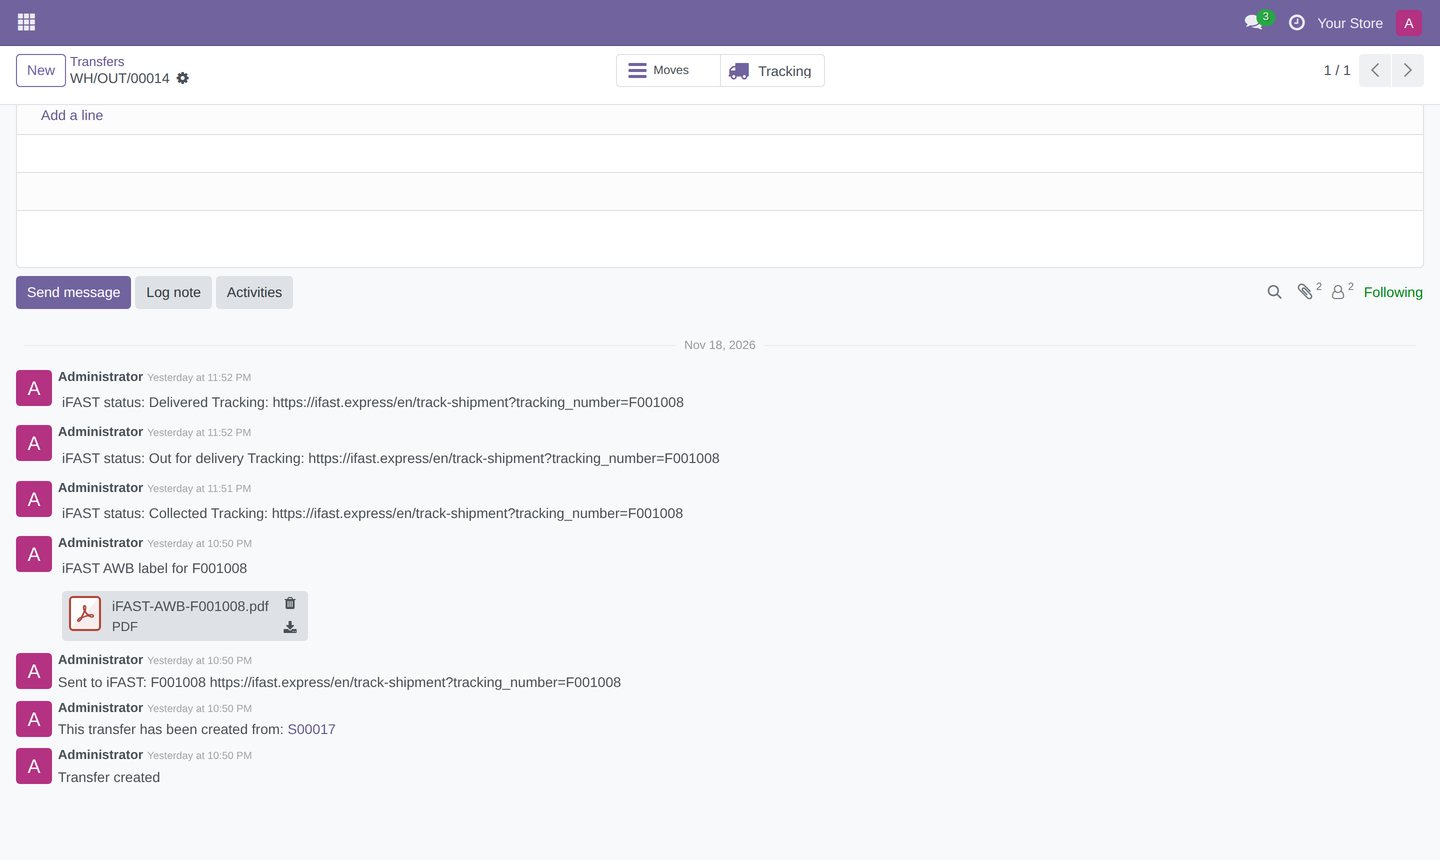 3
Your Store
A
New
Transfers
WH/OUT/00014
Moves
Tracking
1 / 1
Add a line
Send message
Log note
Activities
2
2
Following
Nov 18, 2026
A
Administrator Yesterday at 11:52 PM
iFAST status: Delivered Tracking: https://ifast.express/en/track-shipment?tracking_number=F001008
A
Administrator Yesterday at 11:52 PM
iFAST status: Out for delivery Tracking: https://ifast.express/en/track-shipment?tracking_number=F001008
A
Administrator Yesterday at 11:51 PM
iFAST status: Collected Tracking: https://ifast.express/en/track-shipment?tracking_number=F001008
A
Administrator Yesterday at 10:50 PM
iFAST AWB label for F001008
iFAST-AWB-F001008.pdf
PDF
A
Administrator Yesterday at 10:50 PM
Sent to iFAST: F001008 https://ifast.express/en/track-shipment?tracking_number=F001008
A
Administrator Yesterday at 10:50 PM
This transfer has been created from: S00017
A
Administrator Yesterday at 10:50 PM
Transfer created